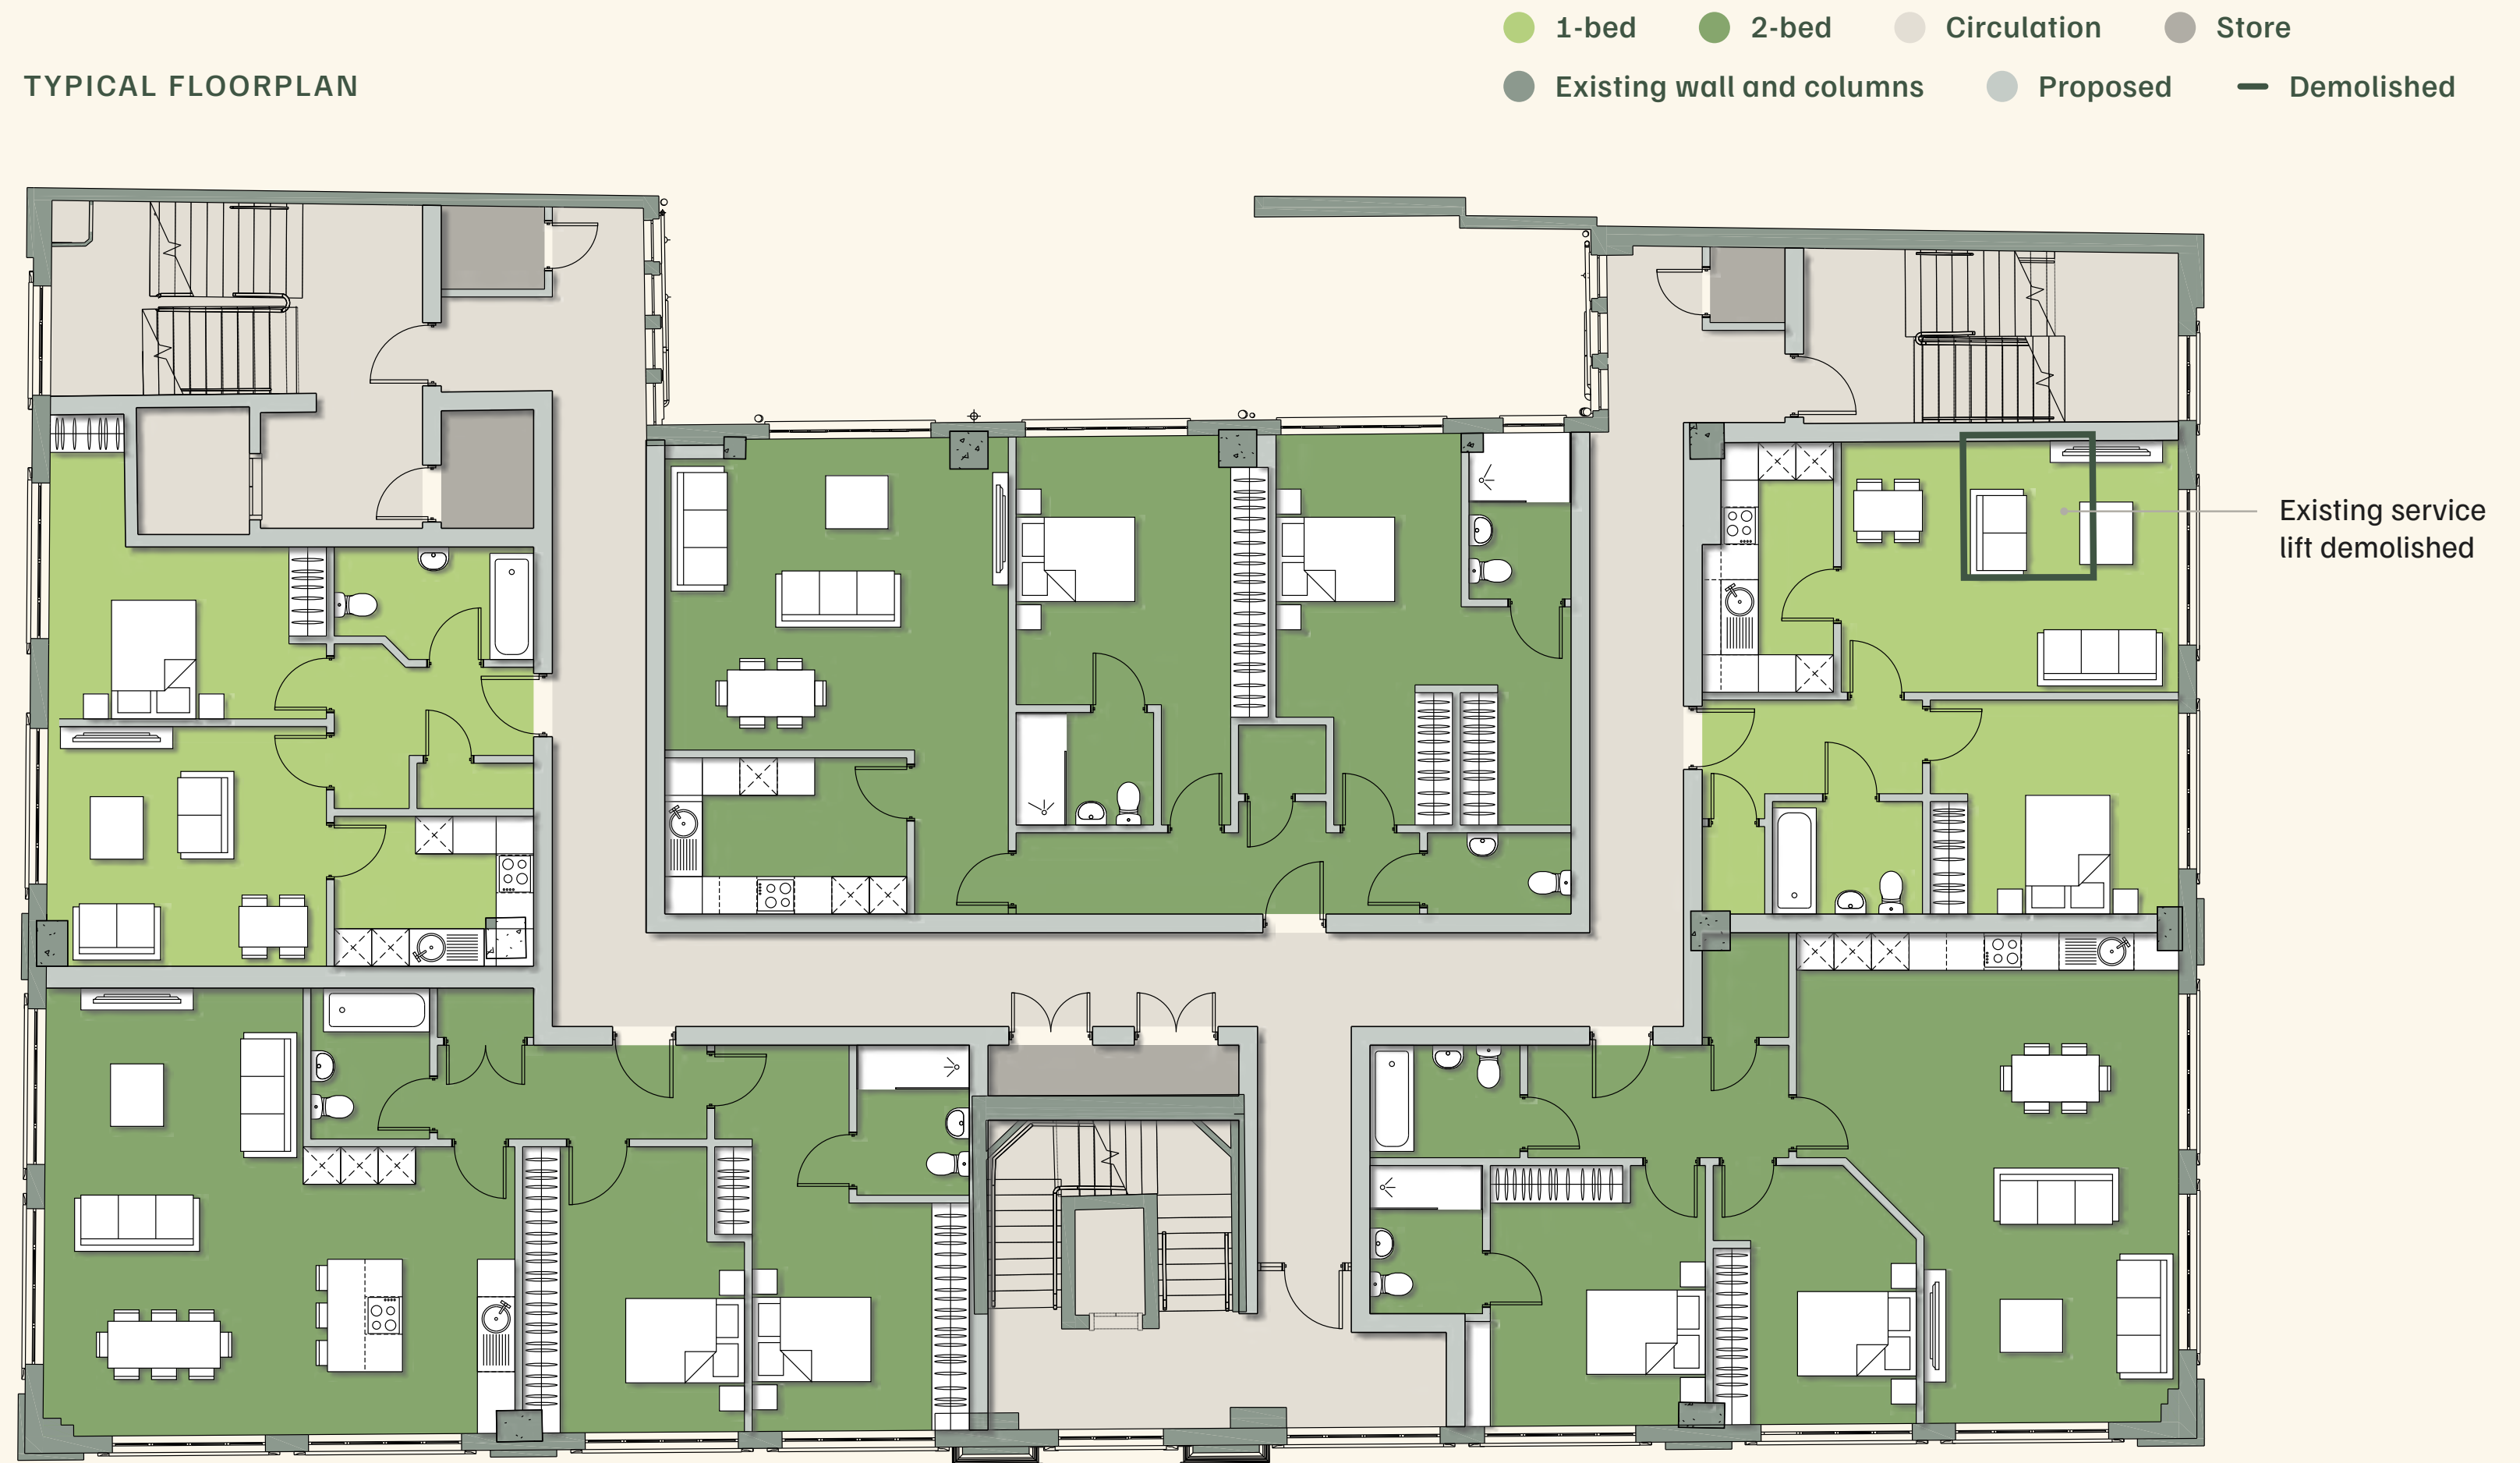 1-bed
2-bed
Circulation
Store
TYPICAL FLOORPLAN
Existing wall and columns
Proposed
Demolished
Existing service
lift demolished